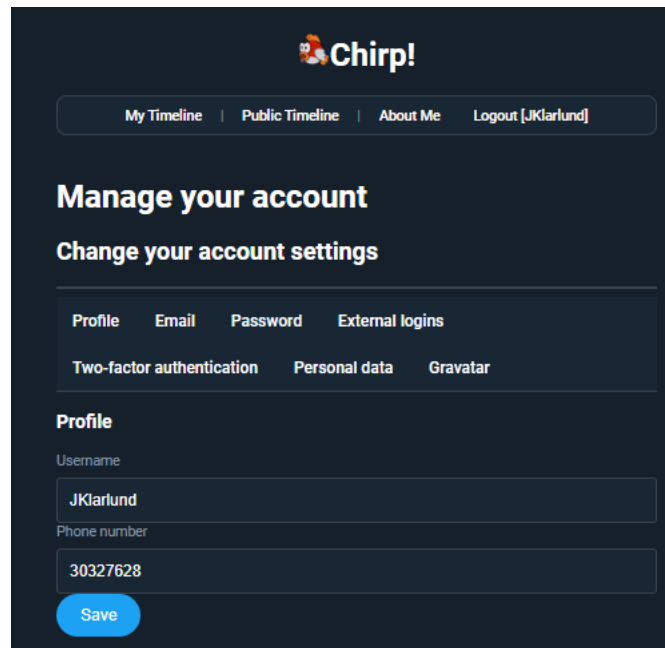 Chirp!
My Timeline | Public Timeline | About Me Logout [JKlarlund]
Manage your account
Change your account settings
Profile Email Password External logins
Two-factor authentication Personal data Gravatar
Profile
Username
JKlarlund
Phone number
30327628
Save